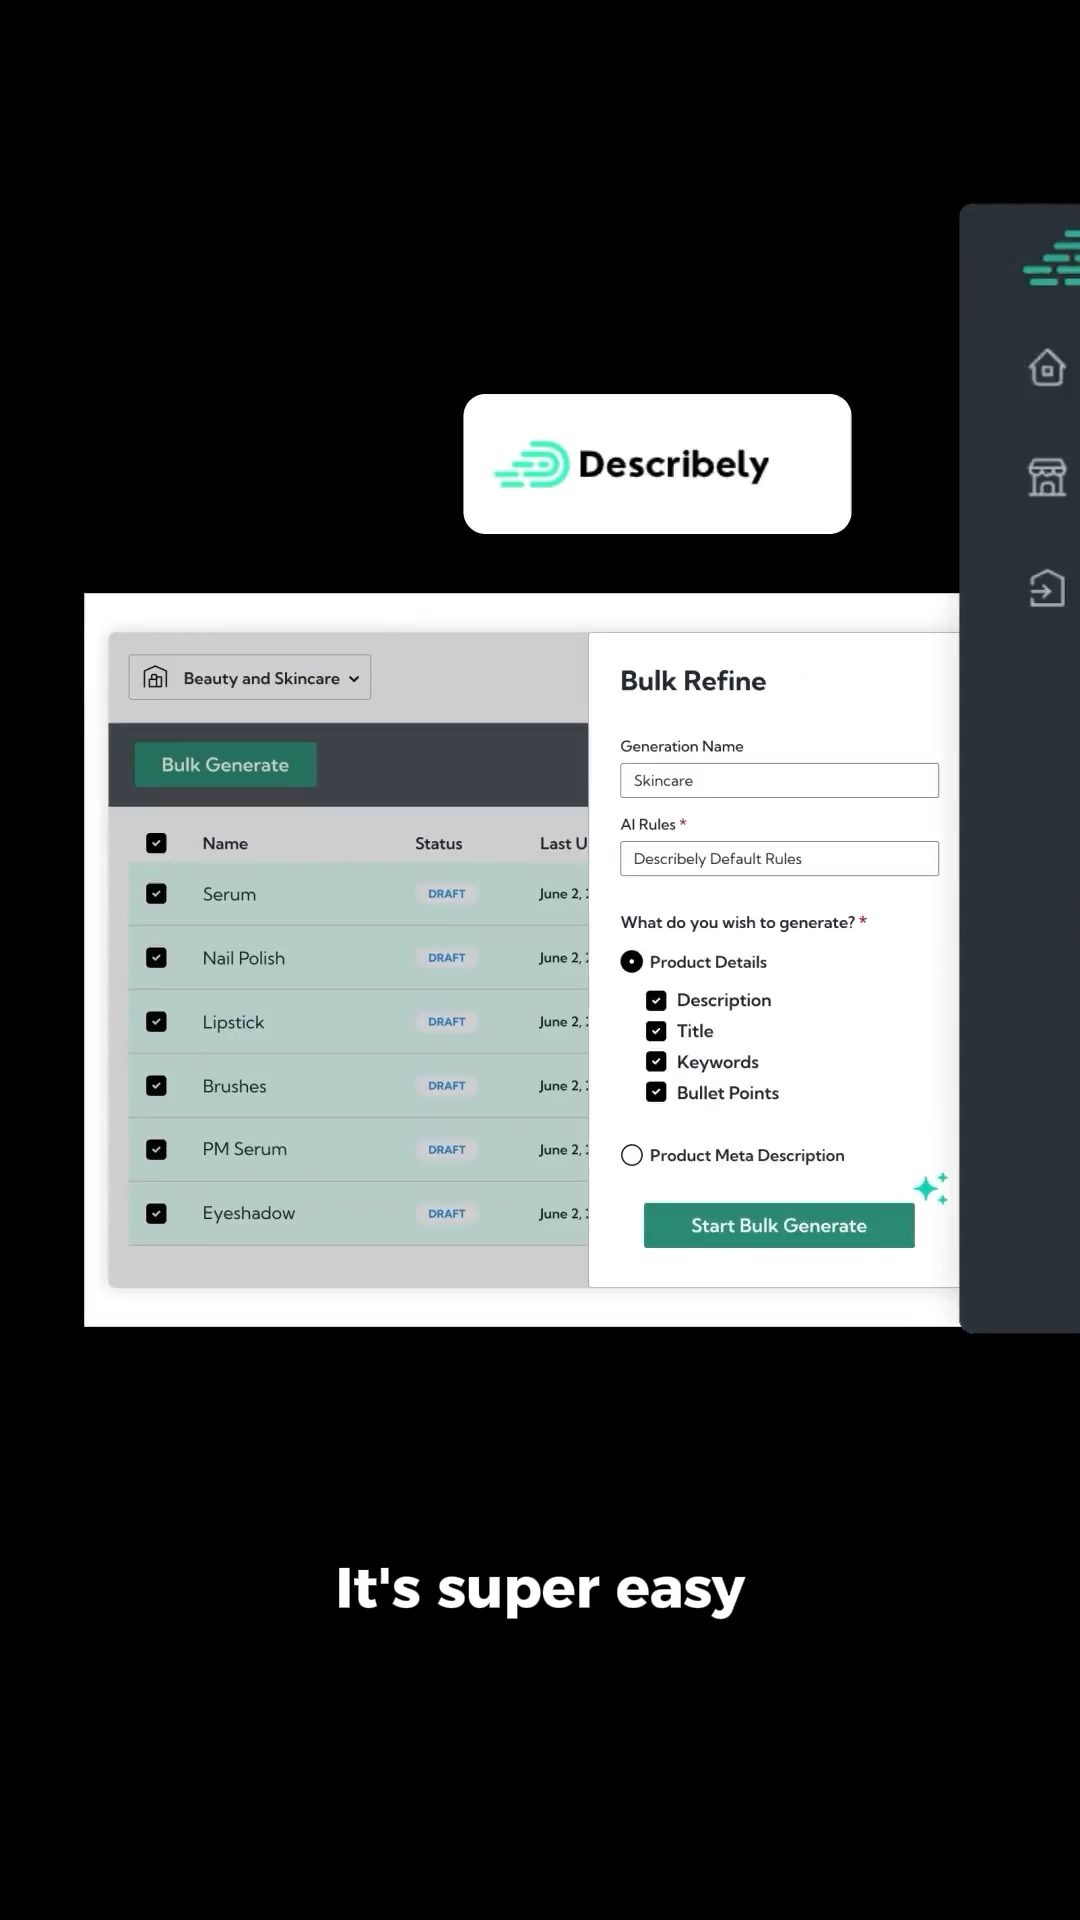 Describely
Beauty and Skincare
Bulk Generate
Name Status Last U
Serum DRAFT June 2,
Nail Polish DRAFT June 2,
Lipstick DRAFT June 2,
Brushes DRAFT June 2,
PM Serum DRAFT June 2,
Eyeshadow DRAFT June 2,
Bulk Refine
Generation Name
Skincare
AI Rules *
Describely Default Rules
What do you wish to generate? *
Product Details
Description
Title
Keywords
Bullet Points
Product Meta Description
Start Bulk Generate
It's super easy